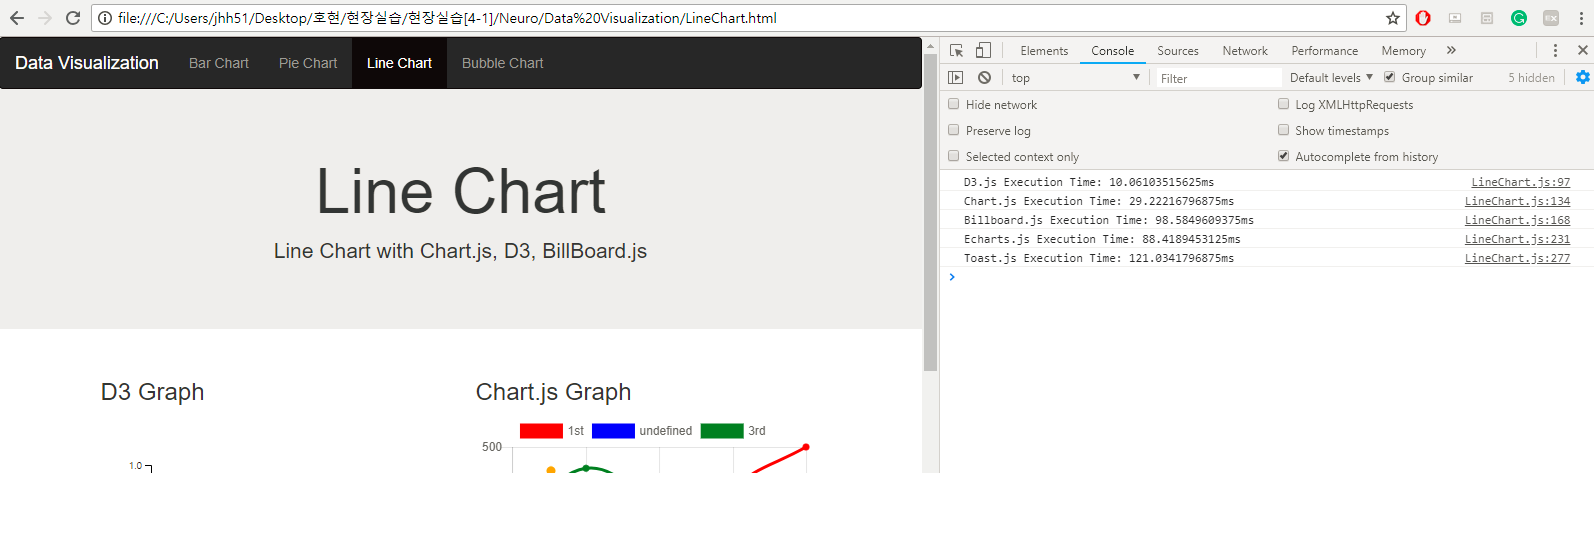 file:///C:/Users/jhh51/Desktop/호현/현장실습/현장실습[4-1]/Neuro/Data%20Visualization/LineChart.html
Data Visualization Bar Chart Pie Chart Line Chart Bubble Chart
Line Chart
Line Chart with Chart.js, D3, BillBoard.js
D3 Graph
1.0
Chart.js Graph
1st undefined 3rd
500
Elements Console Sources Network Performance Memory »
top Filter Default levels Group similar 5 hidden
Hide network Log XMLHttpRequests
Preserve log Show timestamps
Selected context only Autocomplete from history
D3.js Execution Time: 10.06103515625ms LineChart.js:97
Chart.js Execution Time: 29.22216796875ms LineChart.js:134
Billboard.js Execution Time: 98.5849609375ms LineChart.js:168
Echarts.js Execution Time: 88.4189453125ms LineChart.js:231
Toast.js Execution Time: 121.0341796875ms LineChart.js:277